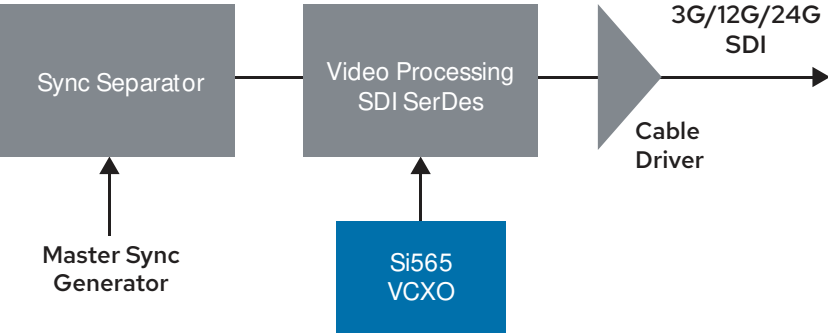 Sync Separator
Video Processing
SDI SerDes
3G/12G/24G
SDI
Cable
Driver
Master Sync
Generator
Si565
VCXO